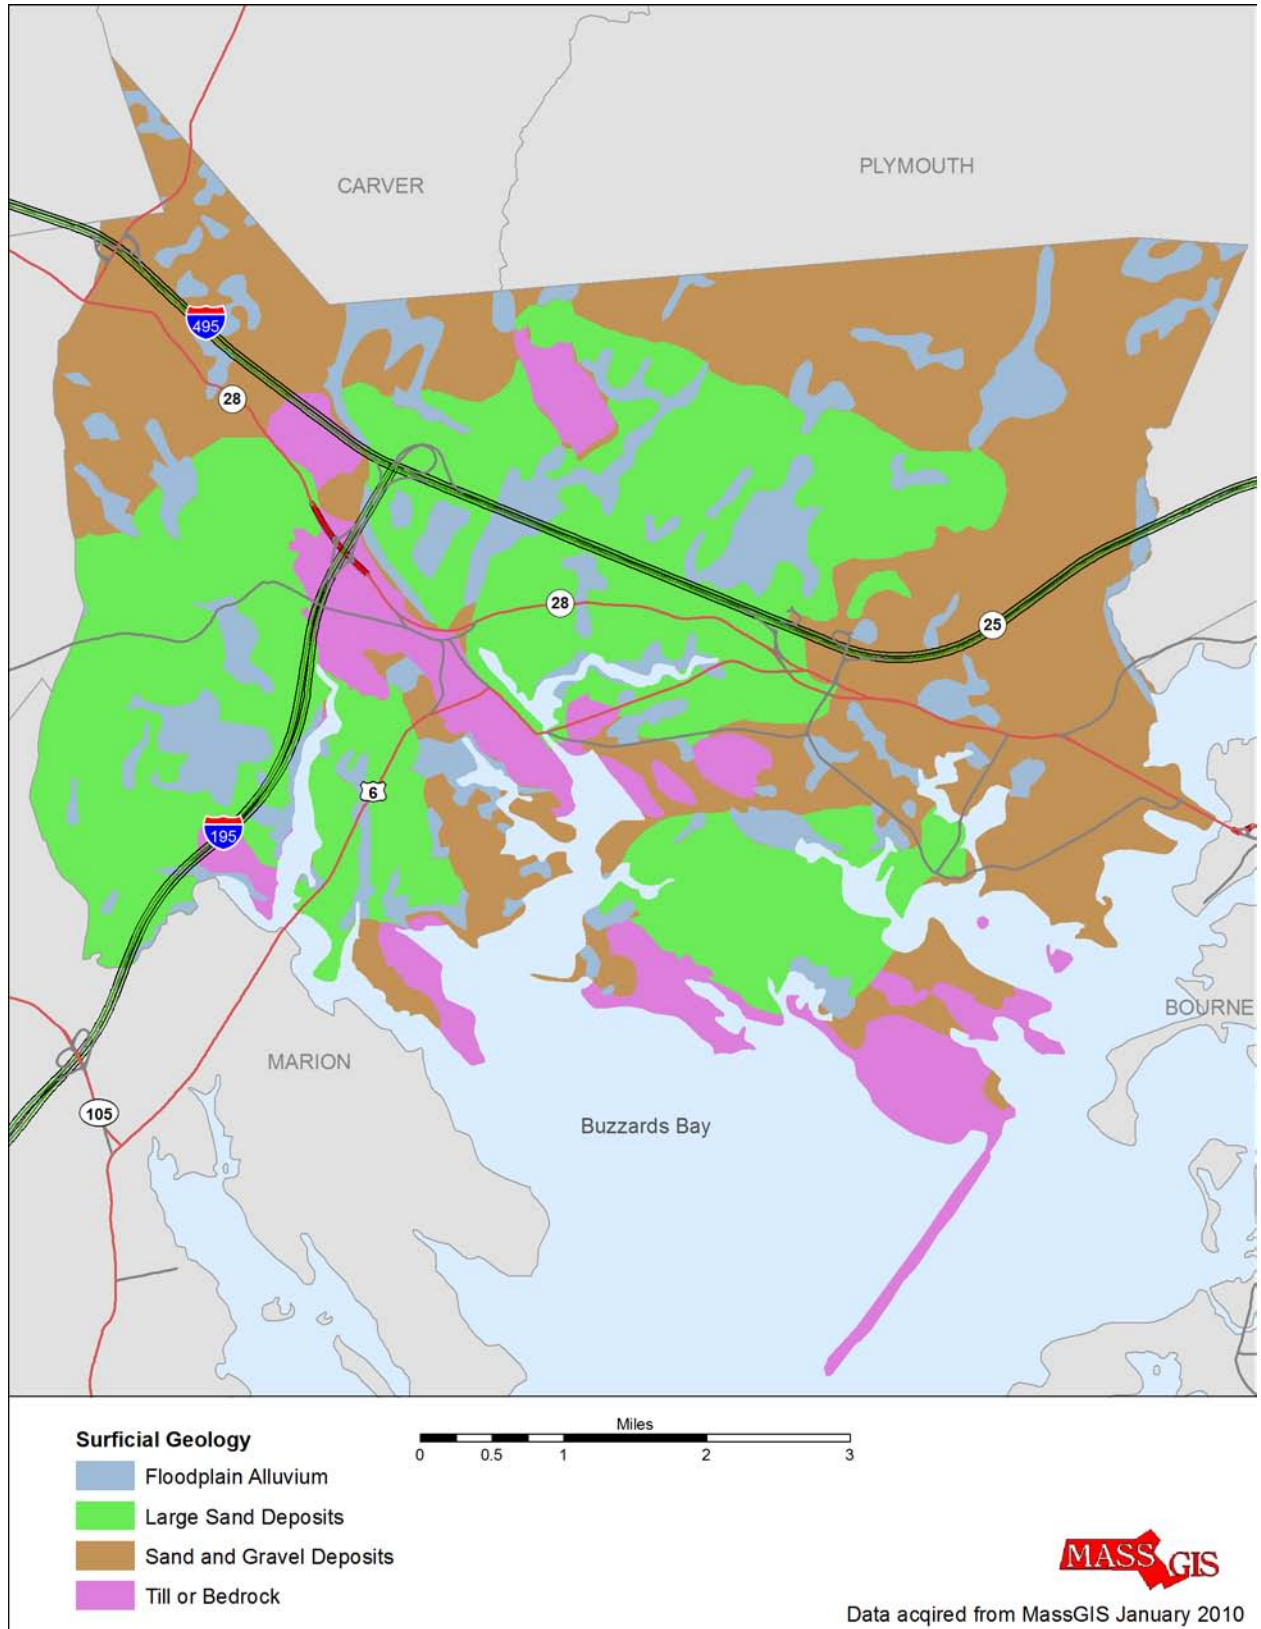 CARVER
PLYMOUTH
495
28
28
25
6
195
BOURNE
MARION
105
Buzzards Bay
Surficial Geology
Floodplain Alluvium
Large Sand Deposits
Sand and Gravel Deposits
Till or Bedrock
Miles
0 0.5 1 2 3
MASS GIS
Data acqired from MassGIS January 2010